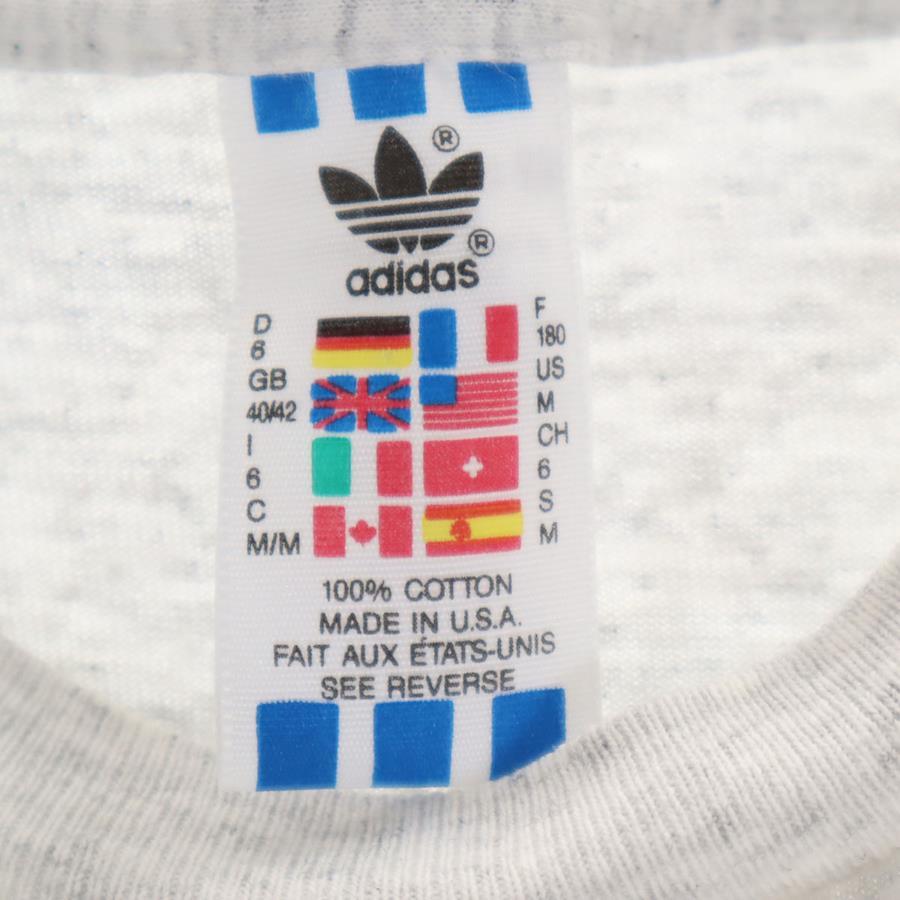 ®
®
adidas
D
6
GB
40/42
I
6
C
M/M
F
180
US
M
CH
6
S
M
100% COTTON
MADE IN U.S.A.
FAIT AUX ÉTATS-UNIS
SEE REVERSE